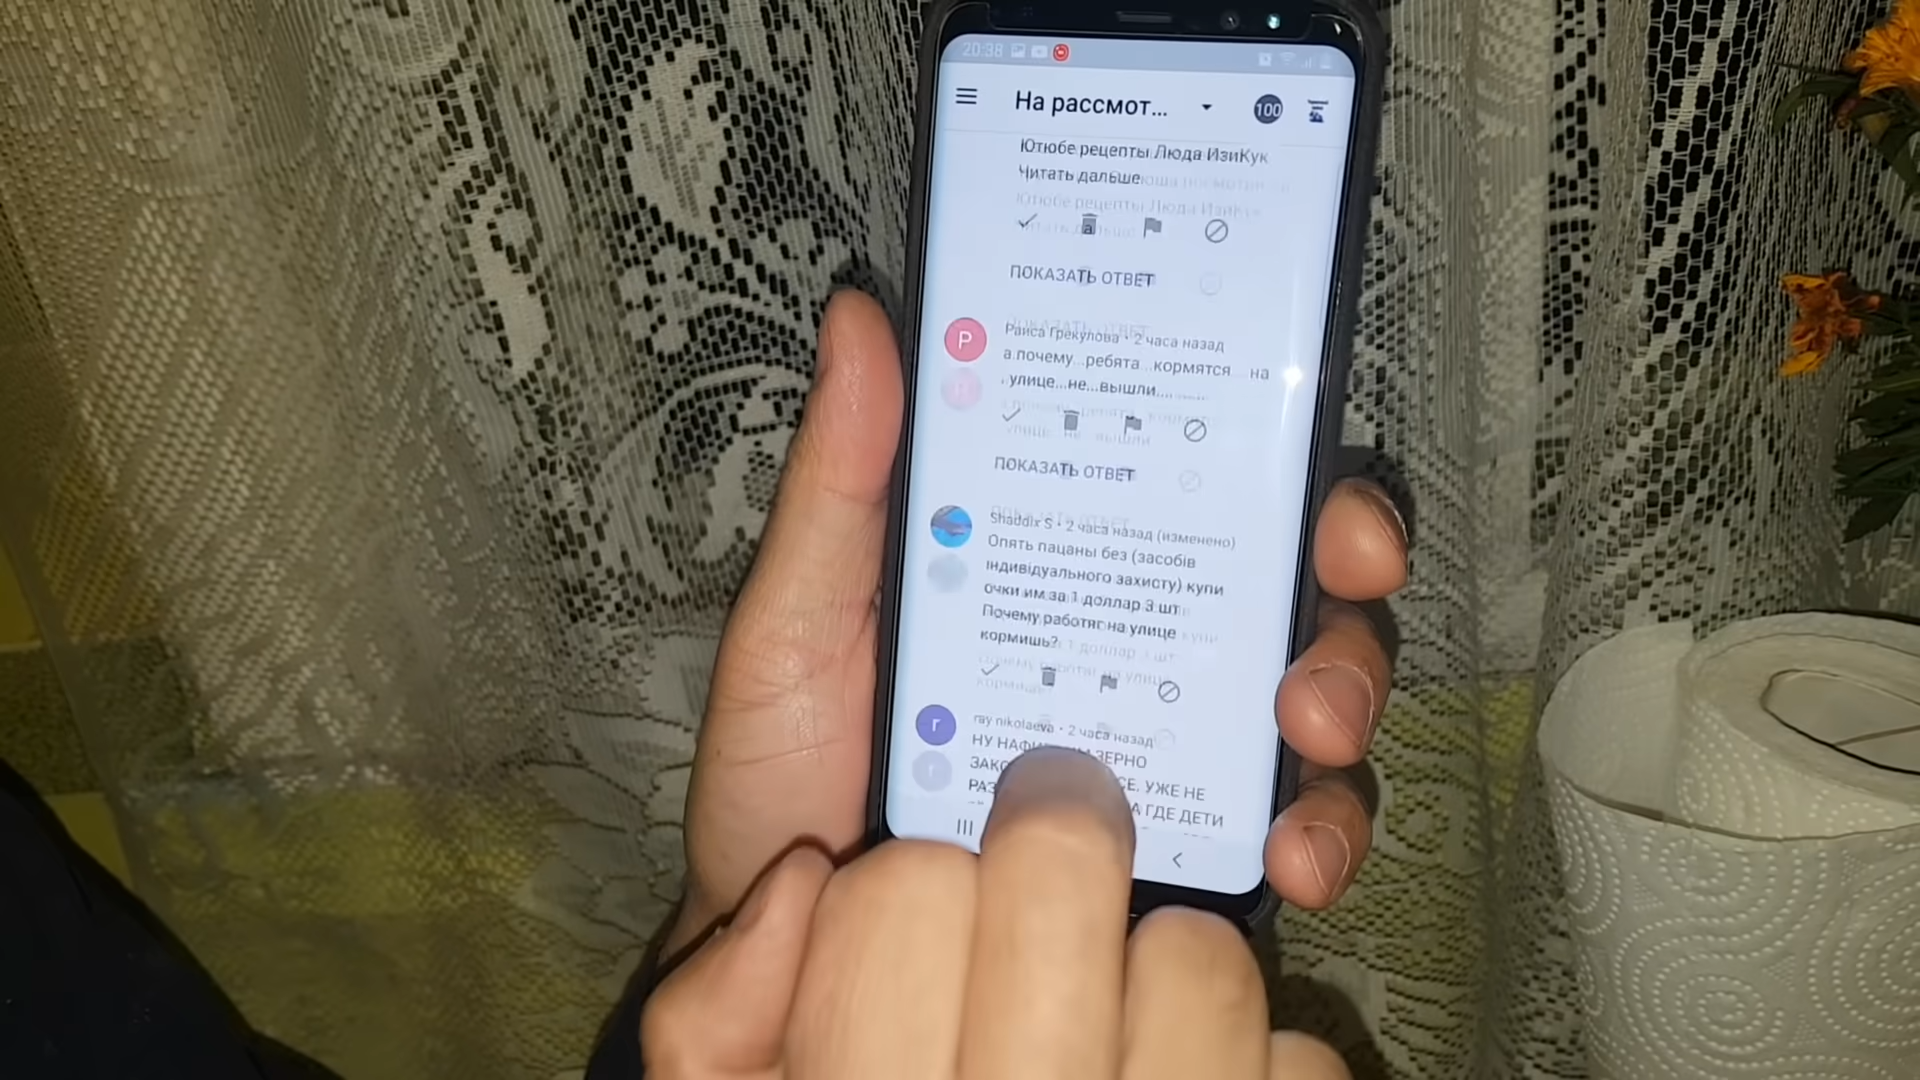 20:38
На рассмот...
100
Ютюбе рецепты Люда ИзиКук
Читать дальше
ПОКАЗАТЬ ОТВЕТ
Р
Раиса Грекулова • 2 часа назад
а почему...ребята...кормятся....на
улице...не...вышли....
ПОКАЗАТЬ ОТВЕТ
Shaddix S • 2 часа назад (изменено)
Опять пацаны без (засобів
індивідуального захисту) купи
очки им за 1 доллар 3 шт
Почему работяг на улице
кормишь?
r
ray nikolaeva • 2 часа назад
НУ ЗЕРНО
УЖЕ НЕ
А ГДЕ ДЕТИ